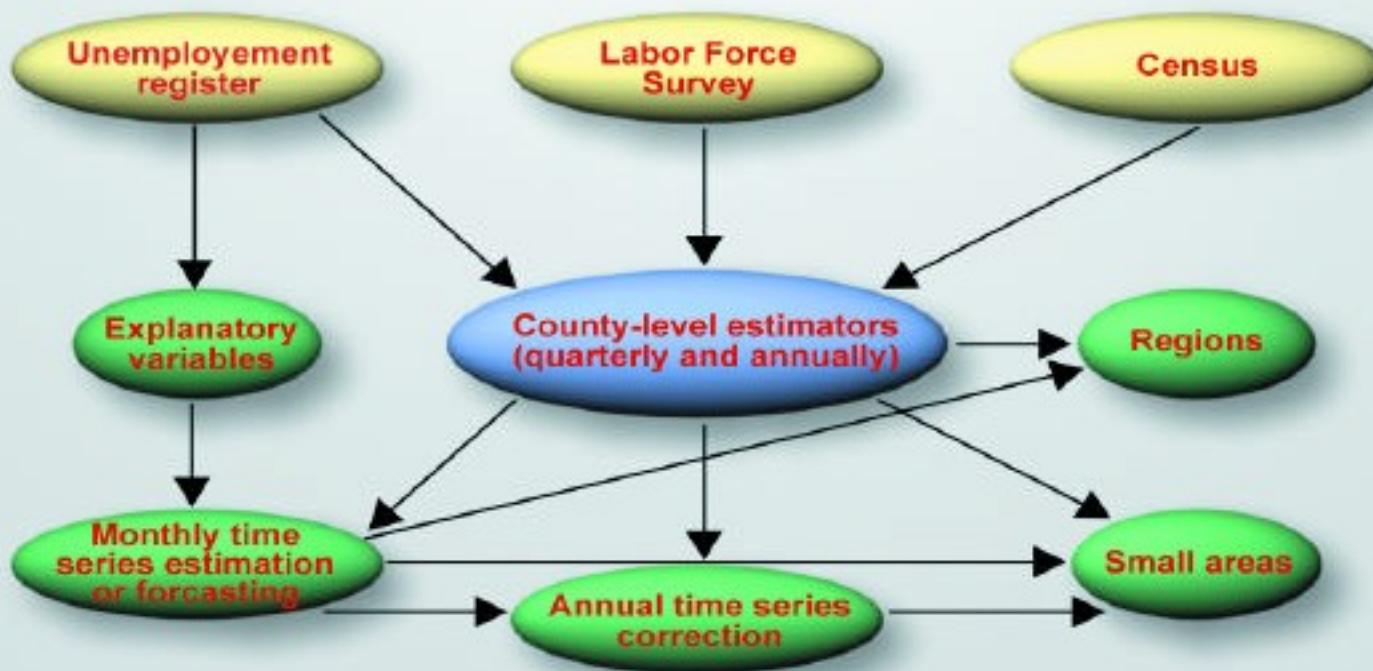 Unemployement
register
Labor Force
Survey
Census
Explanatory
variables
County-level estimators
(quarterly and annually)
Regions
Monthly time
series estimation
or forcasting
Annual time series
correction
Small areas